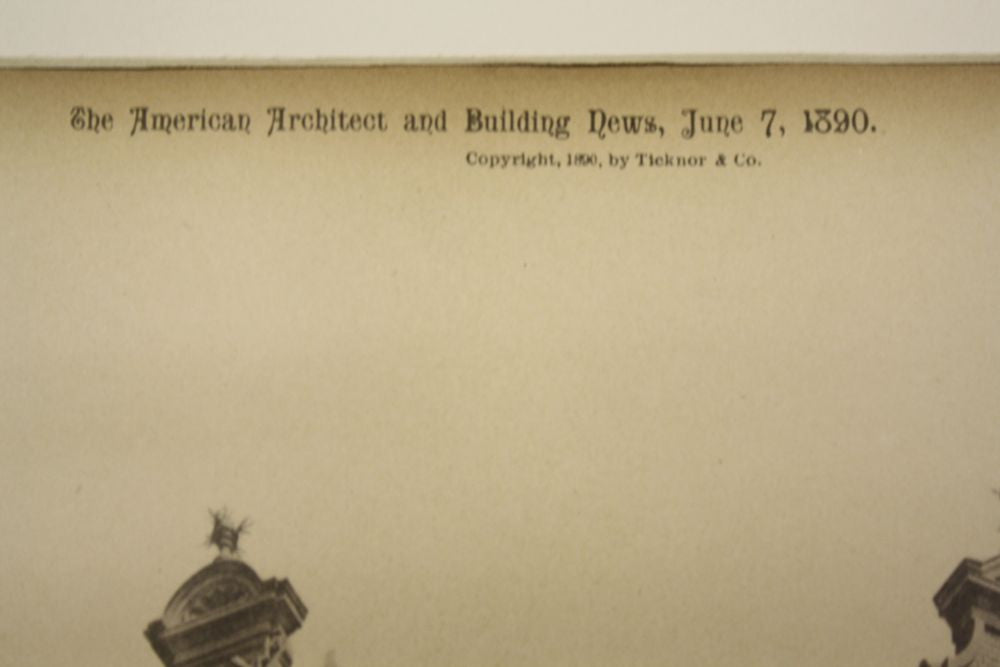 The American Architect and Building News, June 7, 1890.
Copyright, 1890, by Ticknor & Co.